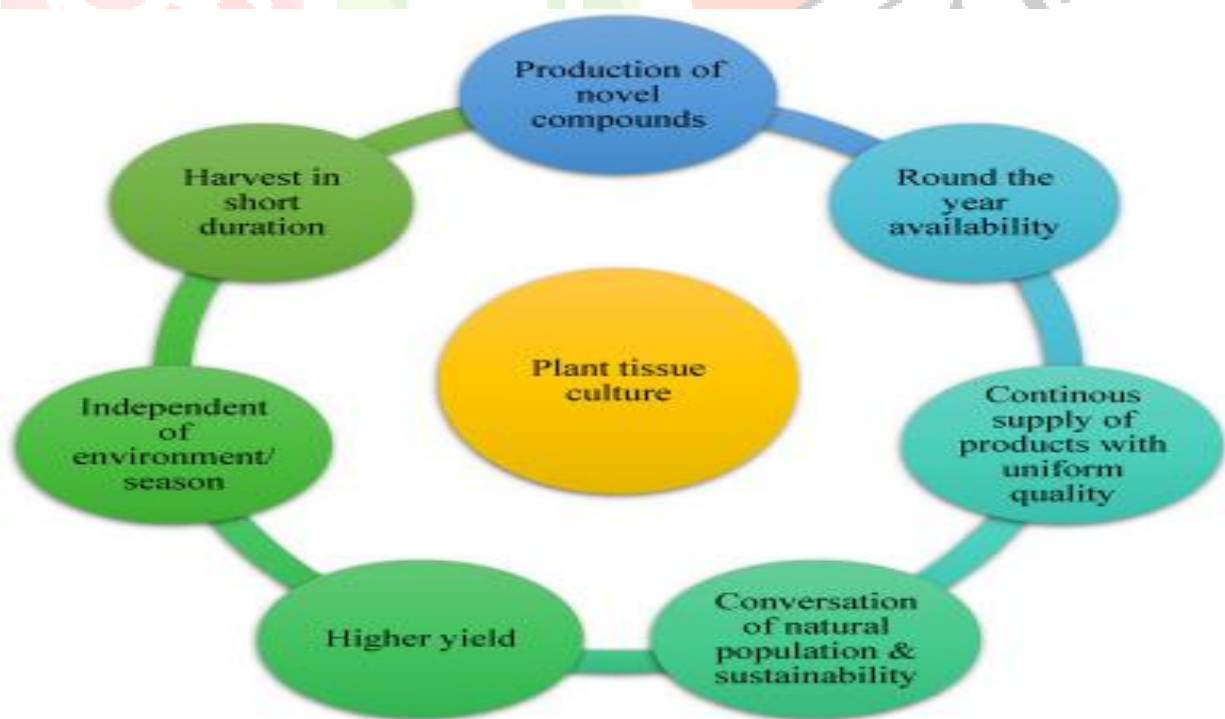 Production of
novel
compounds
Round the
year
availability
Continous
supply of
products with
uniform
quality
Conversation
of natural
population &
sustainability
Higher yield
Independent
of
environment/
season
Harvest in
short
duration
Plant tissue
culture